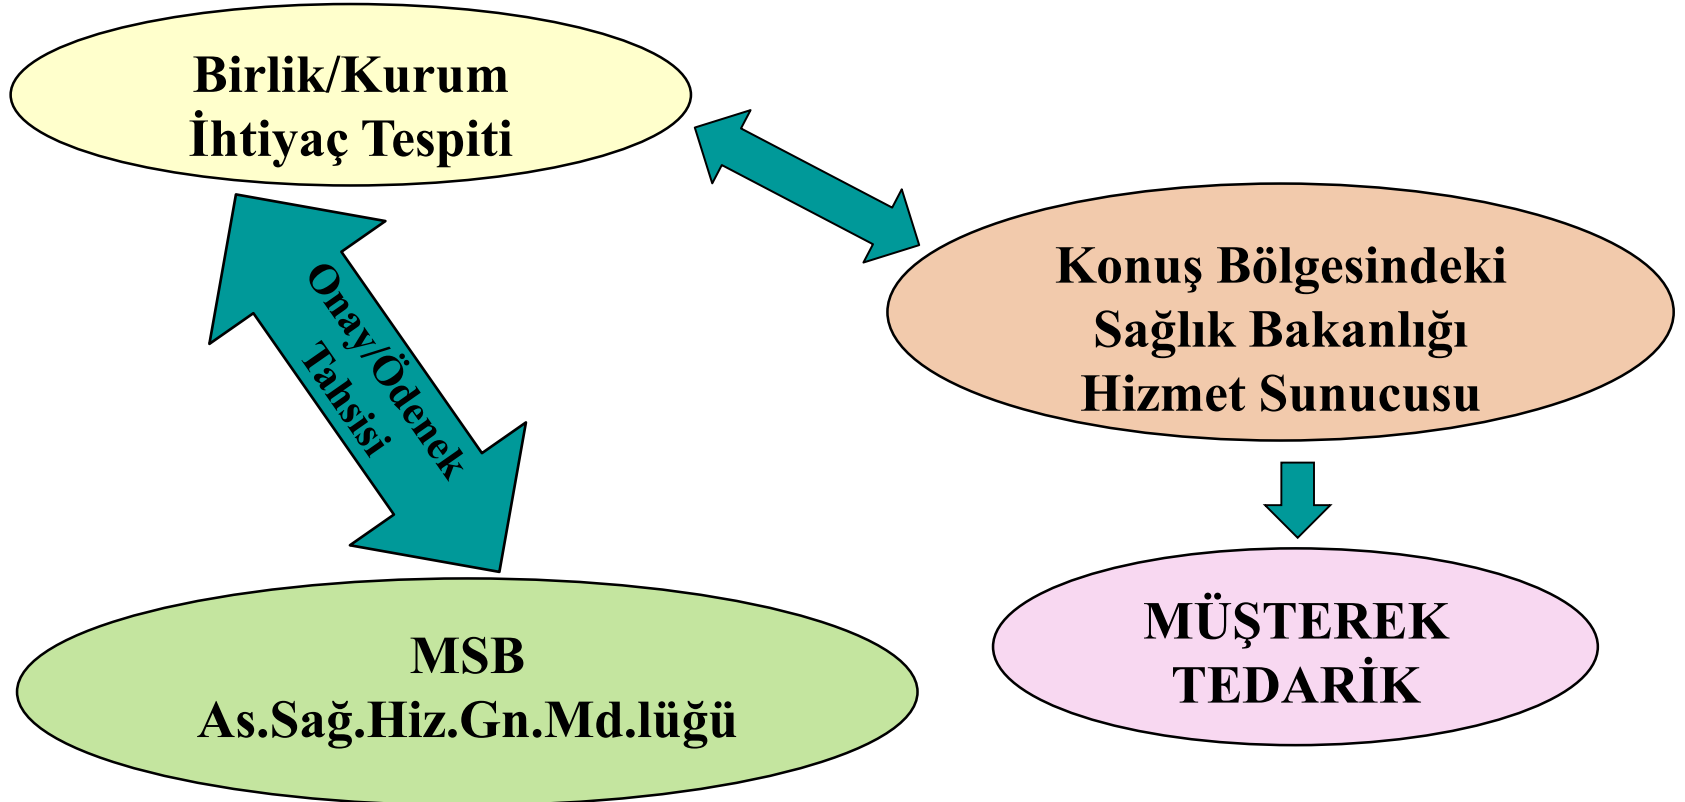 Birlik/Kurum
İhtiyaç Tespiti
Konuş Bölgesindeki
Sağlık Bakanlığı
Hizmet Sunucusu
Onay/Ödenek
Tahsisi
MSB
As.Sağ.Hiz.Gn.Md.lüğü
MÜŞTEREK
TEDARİK